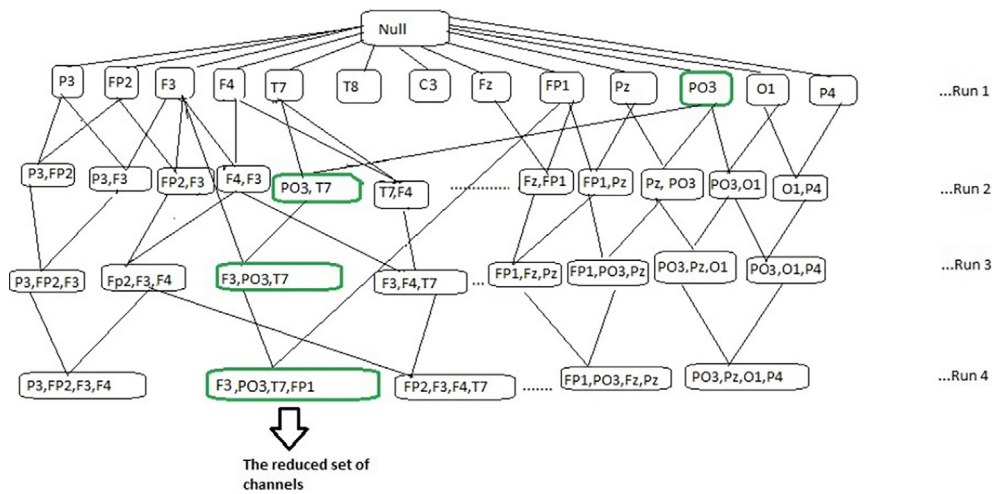 Null
P3
FP2
F3
F4
T7
T8
C3
Fz
FP1
Pz
PO3
O1
P4
...Run 1
P3,FP2
P3,F3
FP2,F3
F4,F3
PO3, T7
T7,F4
............
Fz,FP1
FP1,Pz
Pz, PO3
PO3,O1
O1,P4
...Run 2
P3,FP2,F3
Fp2,F3,F4
F3,PO3,T7
F3,F4,T7
...
FP1,Fz,Pz
FP1,PO3,Pz
PO3,Pz,O1
PO3,O1,P4
...Run 3
P3,FP2,F3,F4
F3,PO3,T7,FP1
FP2,F3,F4,T7
.......
FP1,PO3,Fz,Pz
PO3,Pz,O1,P4
...Run 4
The reduced set of
channels